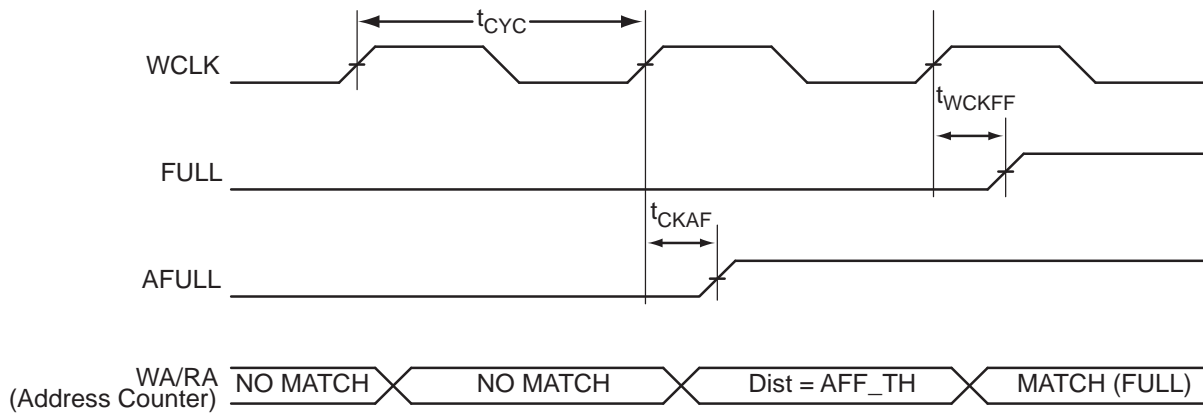 tCYC
WCLK
tWCKFF
FULL
tCKAF
AFULL
WA/RA
(Address Counter)
NO MATCH
NO MATCH
Dist = AFF_TH
MATCH (FULL)